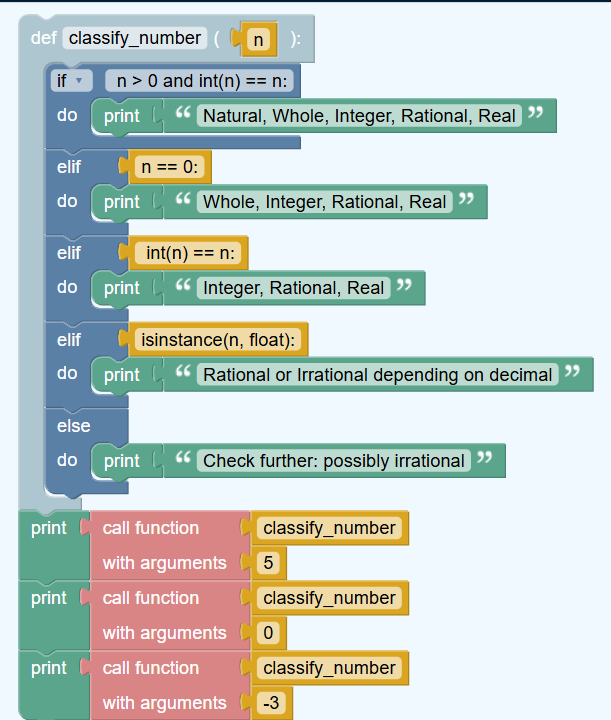 def classify_number ( n ):
if n > 0 and int(n) == n:
do print “ Natural, Whole, Integer, Rational, Real ”
elif n == 0:
do print “ Whole, Integer, Rational, Real ”
elif int(n) == n:
do print “ Integer, Rational, Real ”
elif isinstance(n, float):
do print “ Rational or Irrational depending on decimal ”
else
do print “ Check further: possibly irrational ”
print call function classify_number
with arguments 5
print call function classify_number
with arguments 0
print call function classify_number
with arguments -3